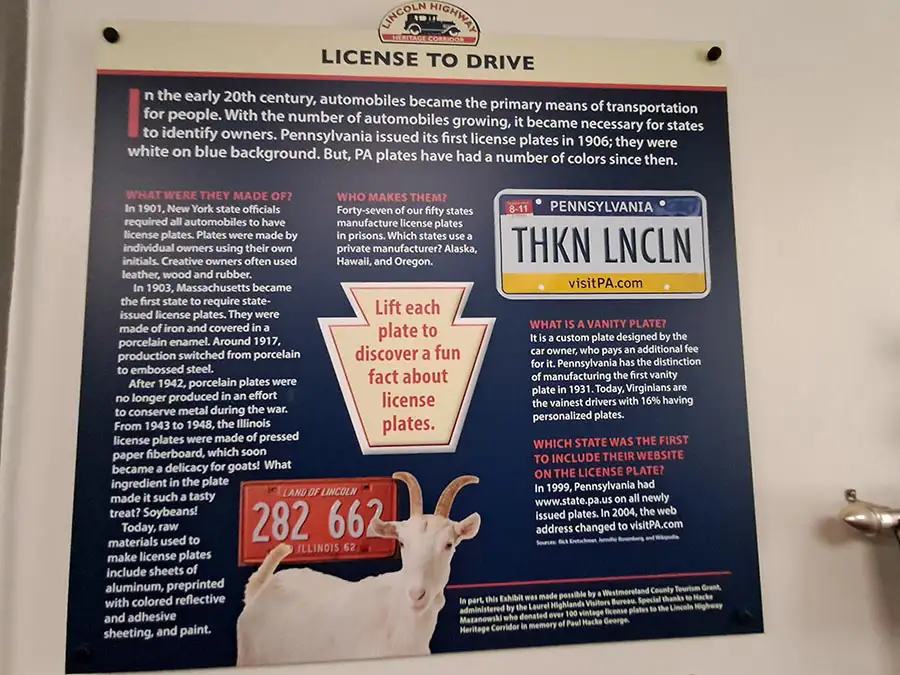 LINCOLN HIGHWAY
HERITAGE CORRIDOR
LICENSE TO DRIVE
In the early 20th century, automobiles became the primary means of transportation
for people. With the number of automobiles growing, it became necessary for states
to identify owners. Pennsylvania issued its first license plates in 1906; they were
white on blue background. But, PA plates have had a number of colors since then.
WHAT WERE THEY MADE OF?
In 1901, New York state officials
required all automobiles to have
license plates. Plates were made by
individual owners using their own
initials. Creative owners often used
leather, wood and rubber.
In 1903, Massachusetts became
the first state to require state-
issued license plates. They were
made of iron and covered in a
porcelain enamel. Around 1917,
production switched from porcelain
to embossed steel.
After 1942, porcelain plates were
no longer produced in an effort
to conserve metal during the war.
From 1943 to 1948, the Illinois
license plates were made of pressed
paper fiberboard, which soon
became a delicacy for goats! What
ingredient in the plate
made it such a tasty
treat? Soybeans!
Today, raw
materials used to
make license plates
include sheets of
aluminum, preprinted
with colored reflective
and adhesive
sheeting, and paint.
WHO MAKES THEM?
Forty-seven of our fifty states
manufacture license plates
in prisons. Which states use a
private manufacturer? Alaska,
Hawaii, and Oregon.
Lift each
plate to
discover a fun
fact about
license
plates.
LAND OF LINCOLN
282 662
ILLINOIS 62
8-11
PENNSYLVANIA
THKN LNCLN
visitPA.com
WHAT IS A VANITY PLATE?
It is a custom plate designed by the
car owner, who pays an additional fee
for it. Pennsylvania has the distinction
of manufacturing the first vanity
plate in 1931. Today, Virginians are
the vainest drivers with 16% having
personalized plates.
WHICH STATE WAS THE FIRST
TO INCLUDE THEIR WEBSITE
ON THE LICENSE PLATE?
In 1999, Pennsylvania had
www.state.pa.us on all newly
issued plates. In 2004, the web
address changed to visitPA.com
Sources: Rick Kretschmer, Jennifer Rosenberg, and Wikipedia.
In part, this Exhibit was made possible by a Westmoreland County Tourism Grant,
administered by the Laurel Highlands Visitors Bureau. Special thanks to Hacke
Mazanowski who donated over 100 vintage license plates to the Lincoln Highway
Heritage Corridor in memory of Paul Hacke George.